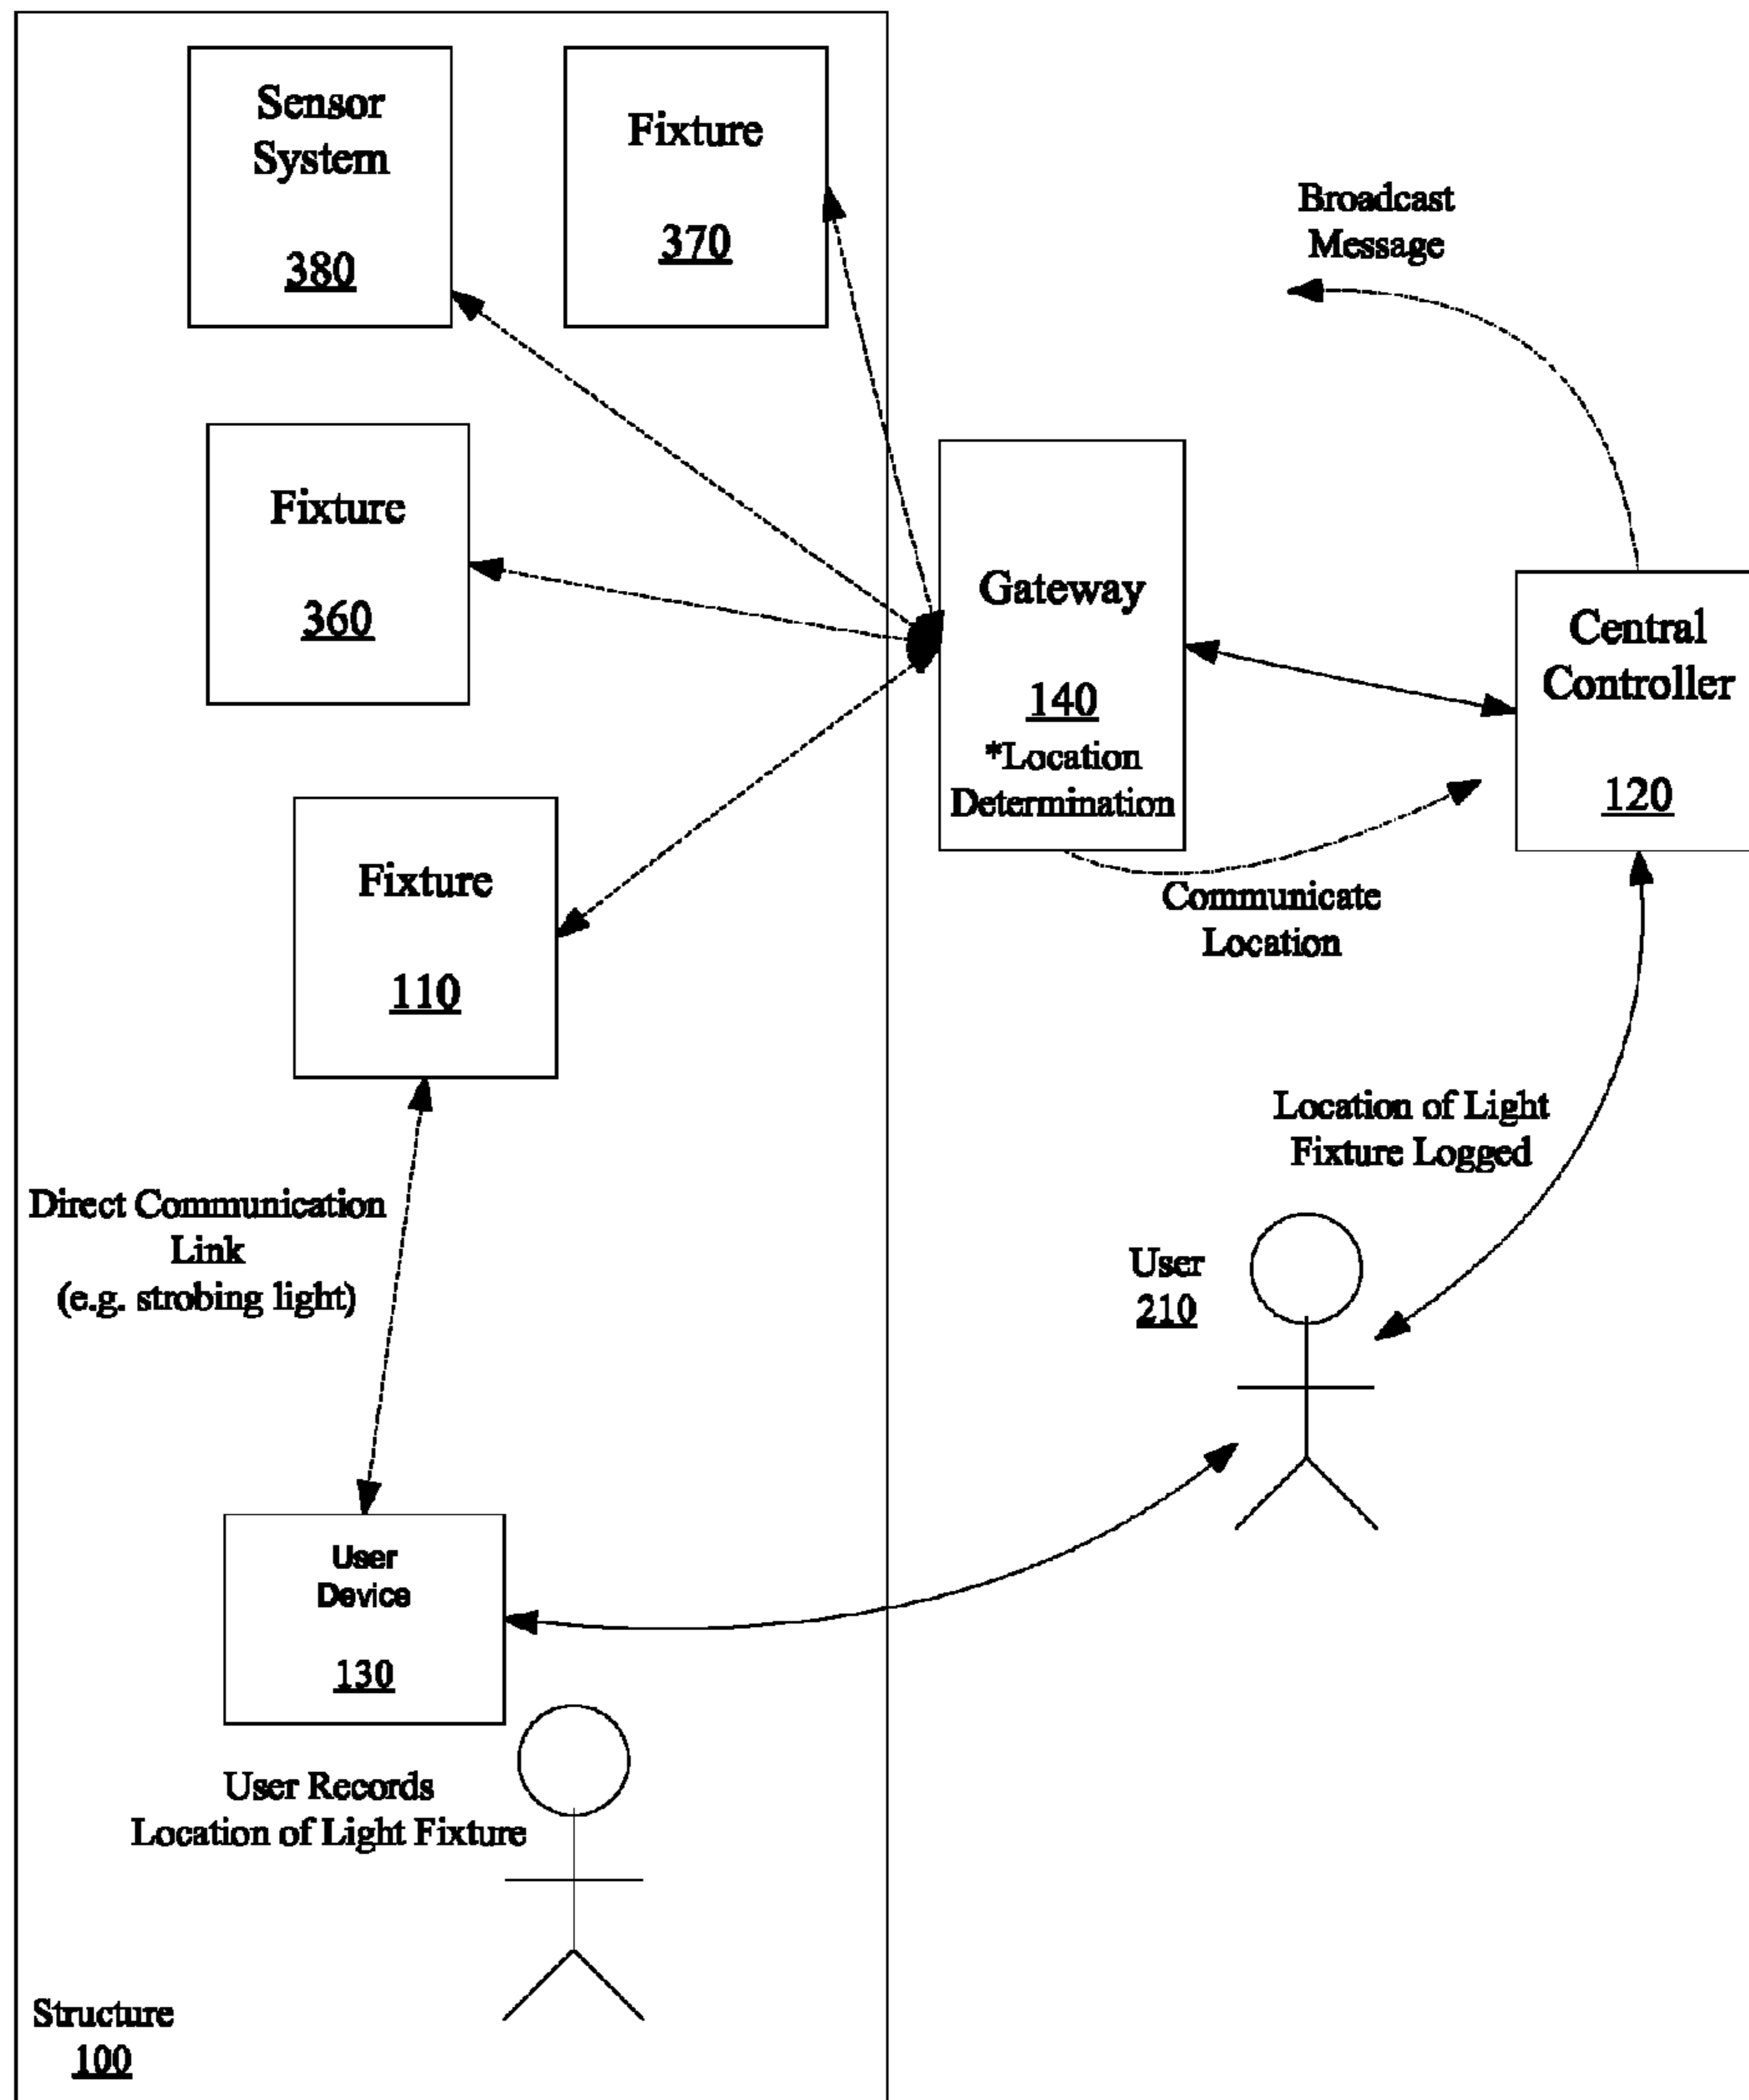 Sensor
System
380
Fixture
370
Broadcast
Message
Fixture
360
Gateway
140
*Location
Determination
Central
Controller
120
Communicate
Location
Fixture
110
Location of Light
Fixture Logged
Direct Communication
Link
(e.g. strobing light)
User
210
User
Device
130
User Records
Location of Light Fixture
Structure
100